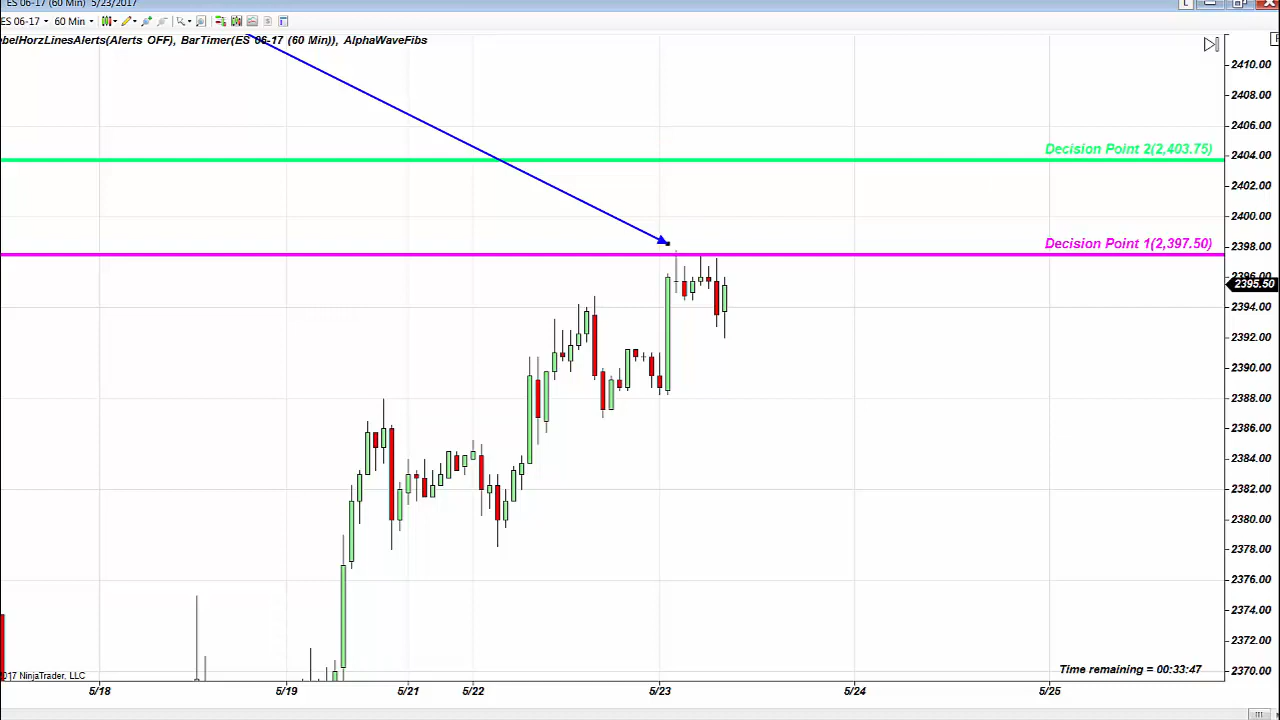 ES 06-17 (60 Min) 5/23/2017
ES 06-17 60 Min
abelHorzLinesAlerts(Alerts OFF), BarTimer(ES 06-17 (60 Min)), AlphaWaveFibs
2410.00
2408.00
2406.00
Decision Point 2(2,403.75)
2404.00
2402.00
2400.00
Decision Point 1(2,397.50)
2398.00
2396.00
2395.50
2394.00
2392.00
2390.00
2388.00
2386.00
2384.00
2382.00
2380.00
2378.00
2376.00
2374.00
2372.00
2370.00
Time remaining = 00:33:47
017 NinjaTrader, LLC
5/18 5/19 5/21 5/22 5/23 5/24 5/25